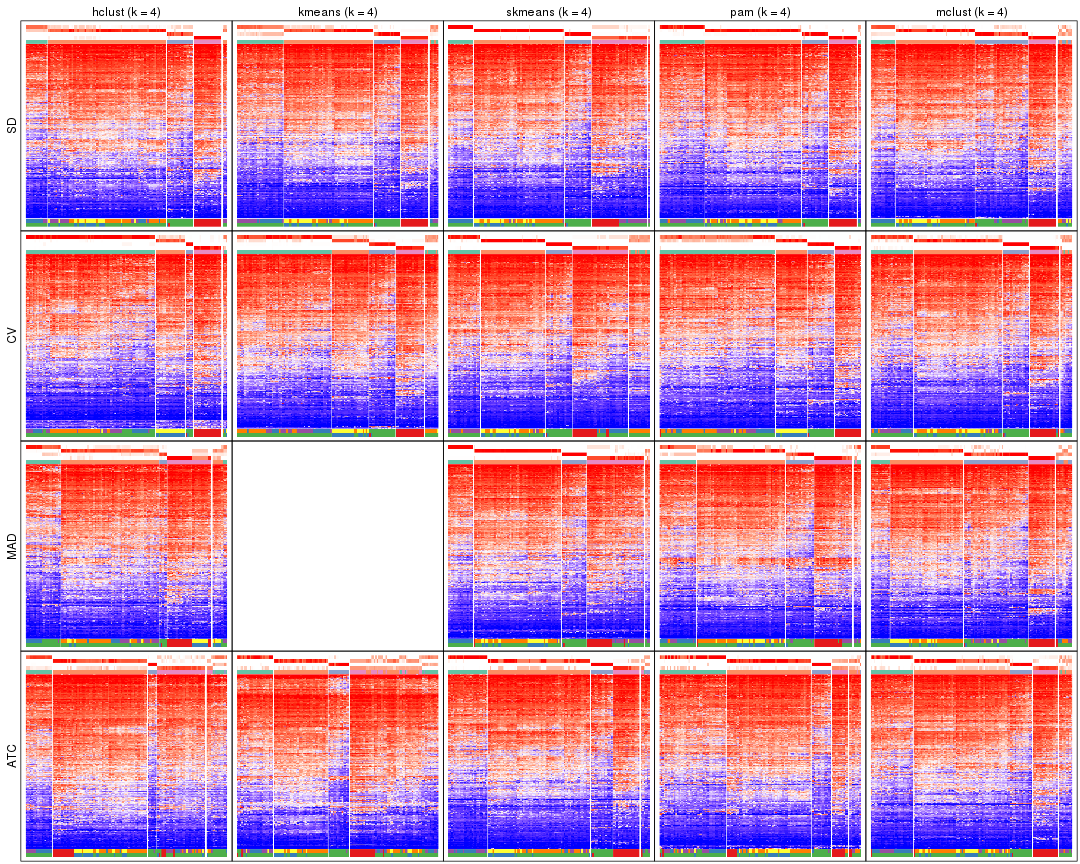 hclust (k = 4) kmeans (k = 4) skmeans (k = 4) pam (k = 4) mclust (k = 4)
SD
CV
MAD
ATC